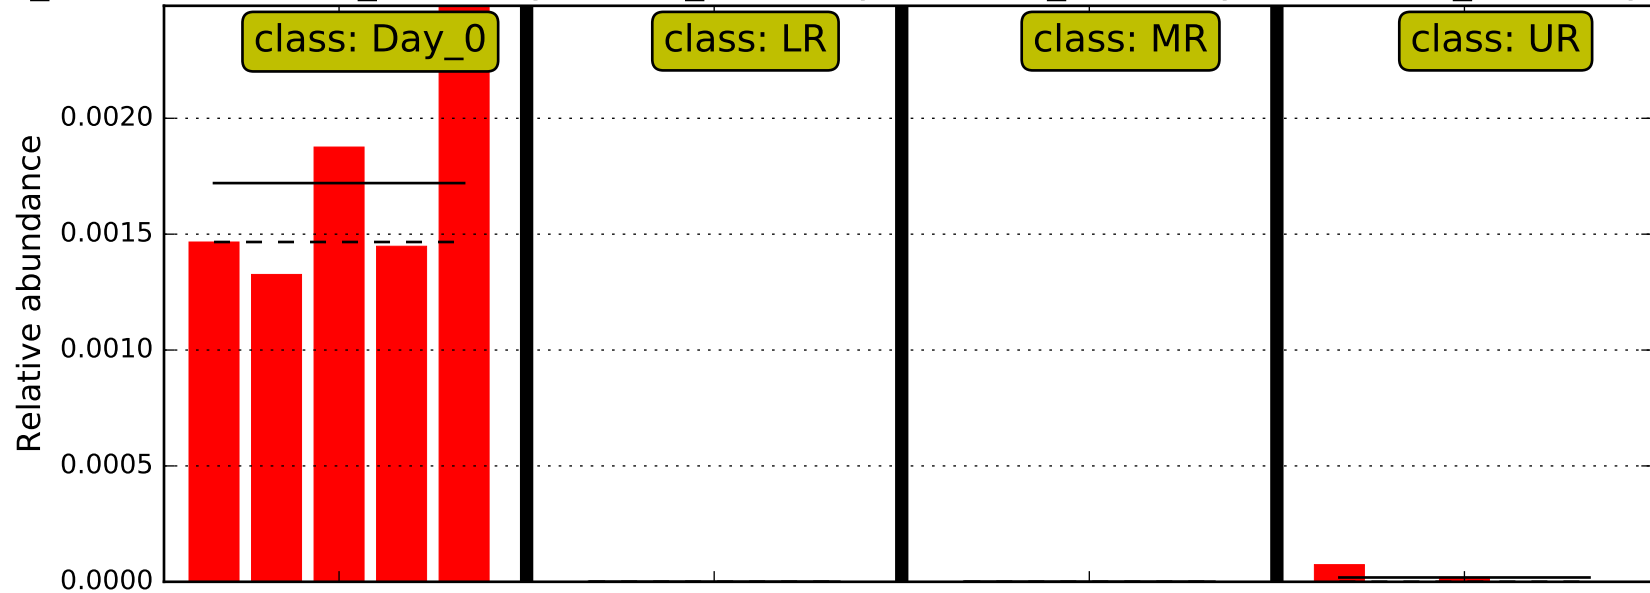 class: Day_0
class: LR
class: MR
class: UR
Relative abundance
0.0020
0.0015
0.0010
0.0005
0.0000